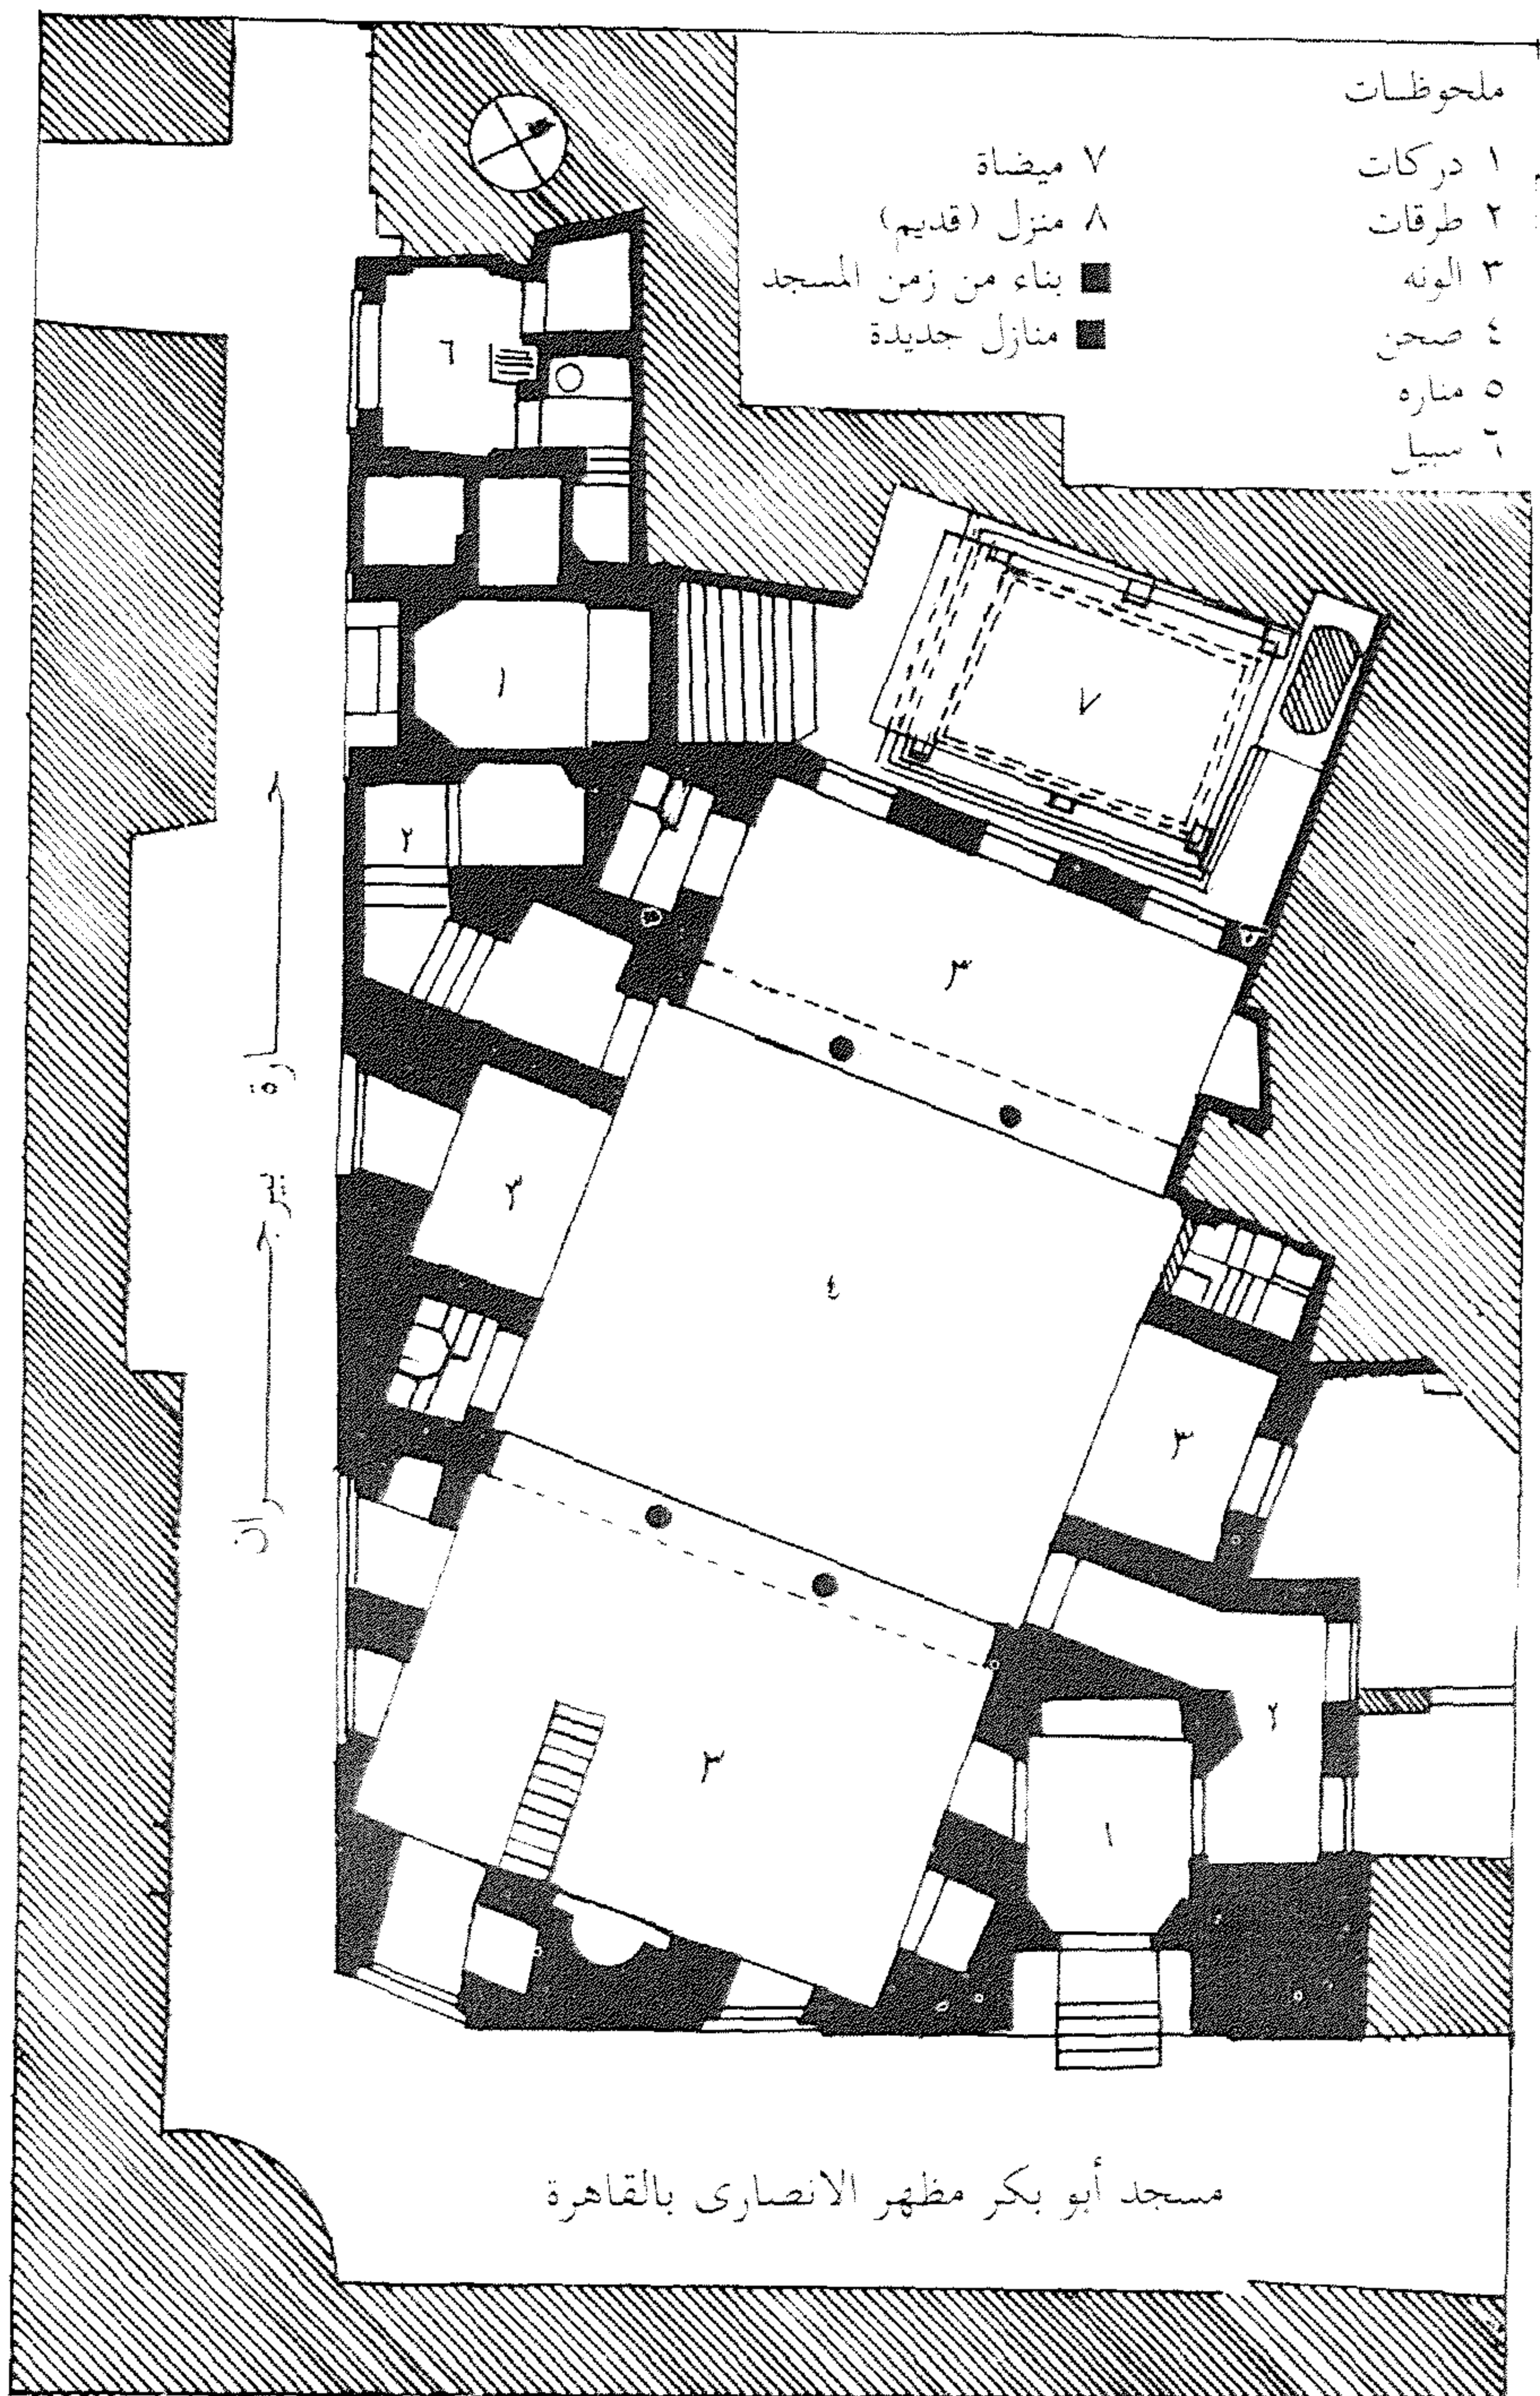 ملحوظات
١ دركات
٢ طرقات
٣ الونه
٤ صحن
٥ مناره
٦ سبيل
٧ ميضاة
٨ منزل (قديم)
بناء من زمن المسجد
منازل جديدة
٦
١
٧
٢
٣
٣
٤
٣
٣
٢
١
حارة بيرجوان
مسجد أبو بكر مظهر الانصارى بالقاهرة